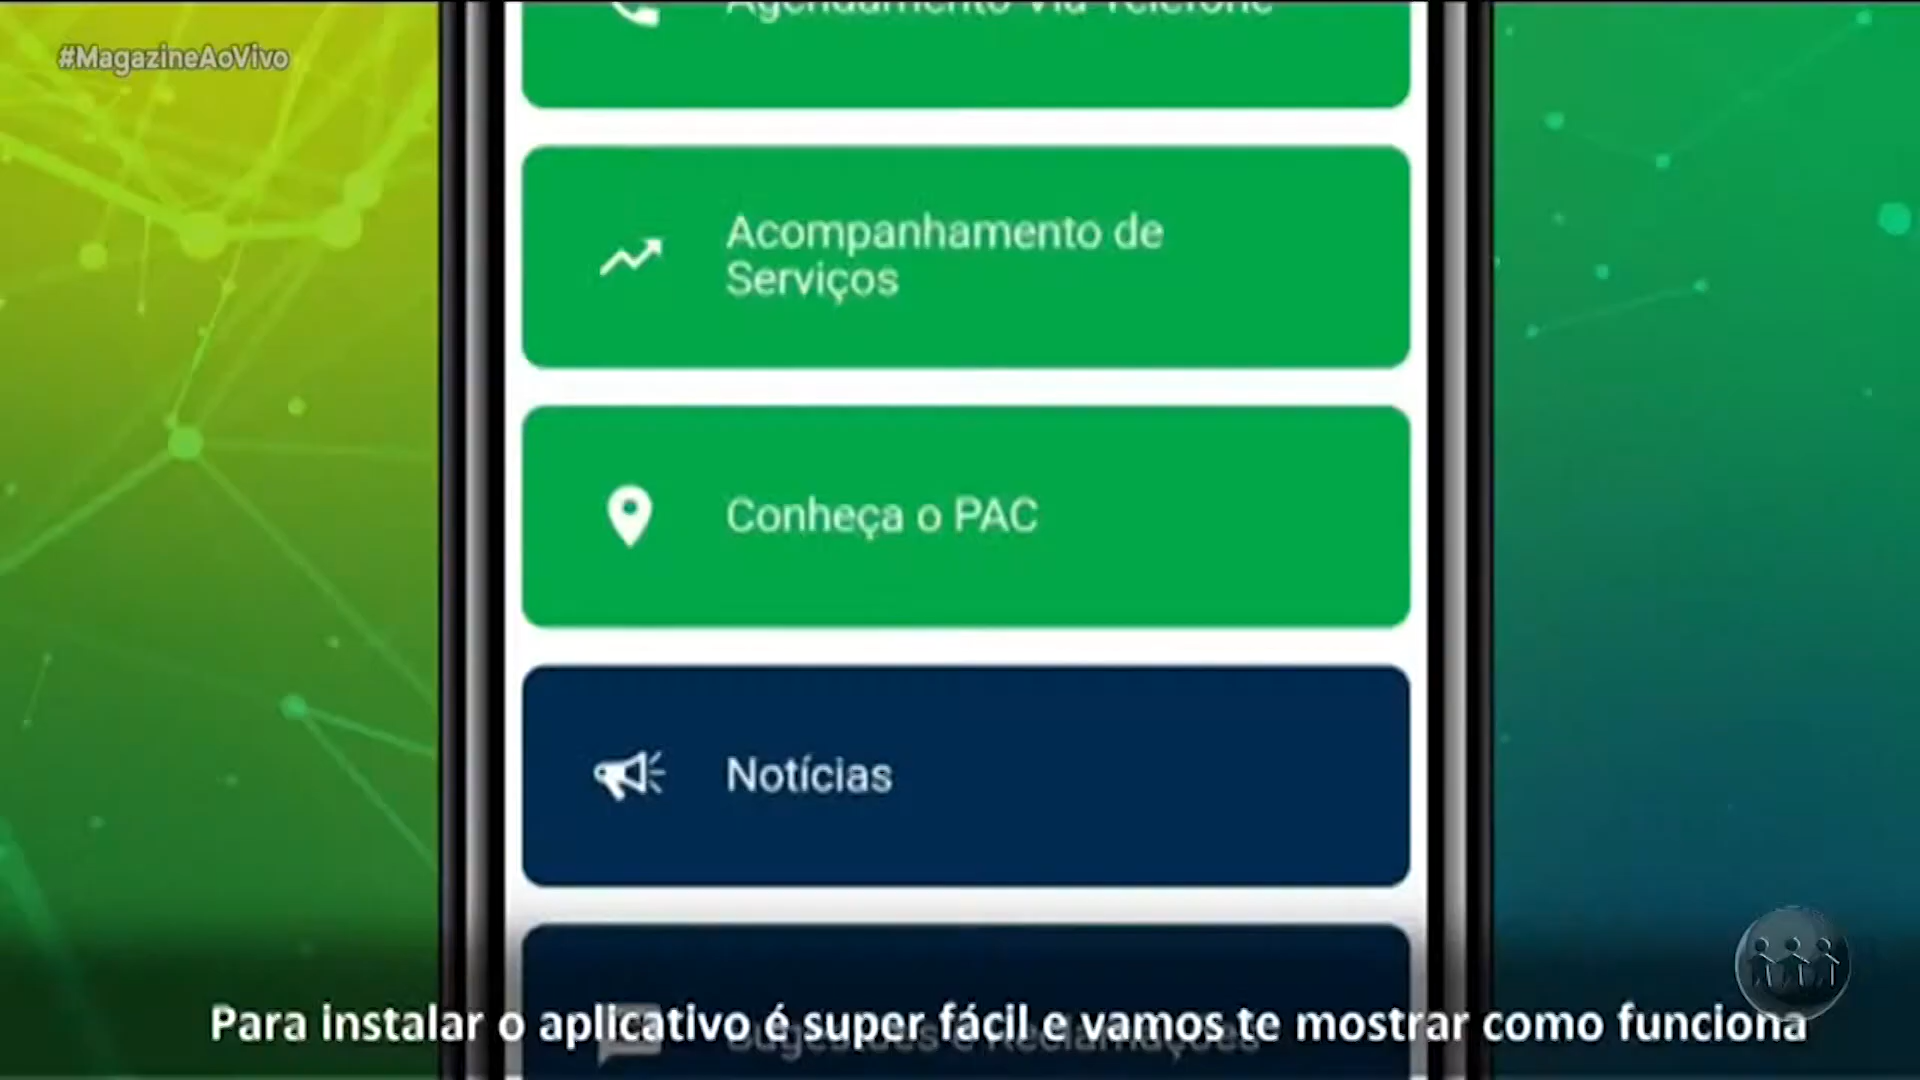 Agendamento via Telefone
#MagazineAoVivo
Acompanhamento de
Serviços
Conheça o PAC
Notícias
Sugestões e Reclamações
Para instalar o aplicativo é super fácil e vamos te mostrar como funciona